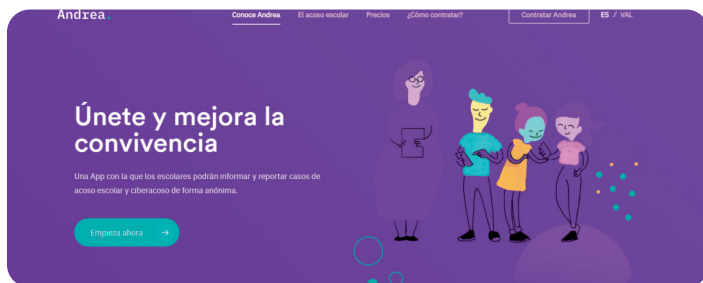 Andrea.
Conoce Andrea
El acoso escolar
Precios
¿Cómo contratar?
Contratar Andrea
ES / VAL
Únete y mejora la
convivencia
Una App con la que los escolares podrán informar y reportar casos de
acoso escolar y ciberacoso de forma anónima.
Empieza ahora →